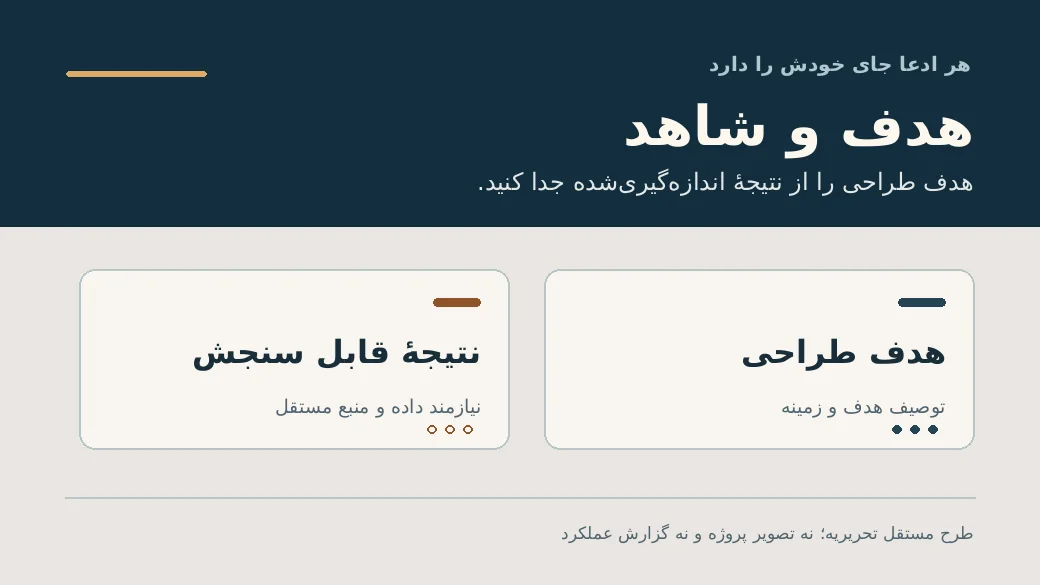 هر ادعا جای خودش را دارد
هدف و شاهد
هدف طراحی را از نتیجهٔ اندازه‌گیری‌شده جدا کنید.
هدف طراحی
توصیف هدف و زمینه
نتیجهٔ قابل سنجش
نیازمند داده و منبع مستقل
طرح مستقل تحریریه؛ نه تصویر پروژه و نه گزارش عملکرد